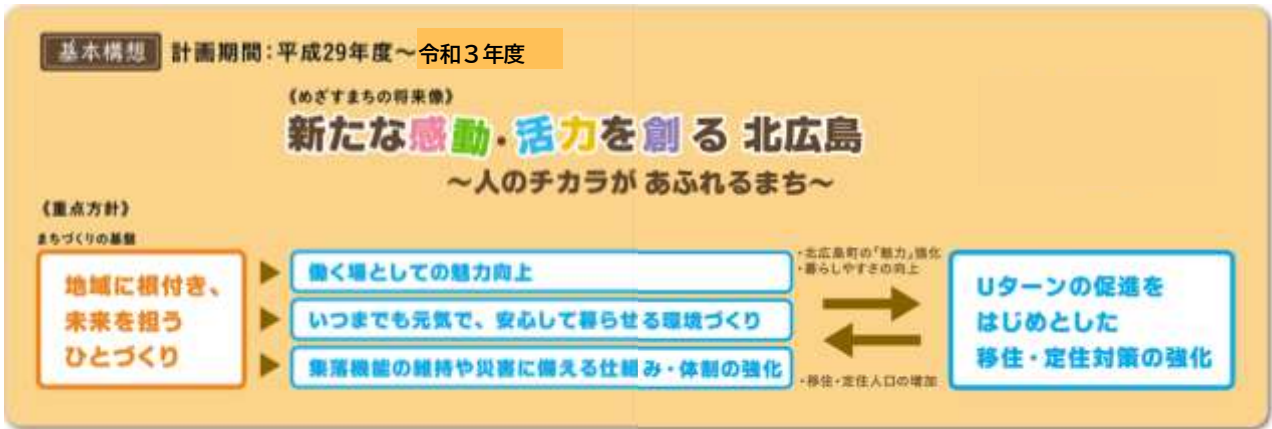 基本構想 計画期間：平成29年度～令和３年度
《めざすまちの将来像》
新たな感動・活力を創る 北広島
～人のチカラが あふれるまち～
《重点方針》
まちづくりの基盤
地域に根付き、
未来を担う
ひとづくり
働く場としての魅力向上
いつまでも元気で、安心して暮らせる環境づくり
集落機能の維持や災害に備える仕組み・体制の強化
・北広島町の「魅力」強化
・暮らしやすさの向上
・移住・定住人口の増加
Uターンの促進を
はじめとした
移住・定住対策の強化